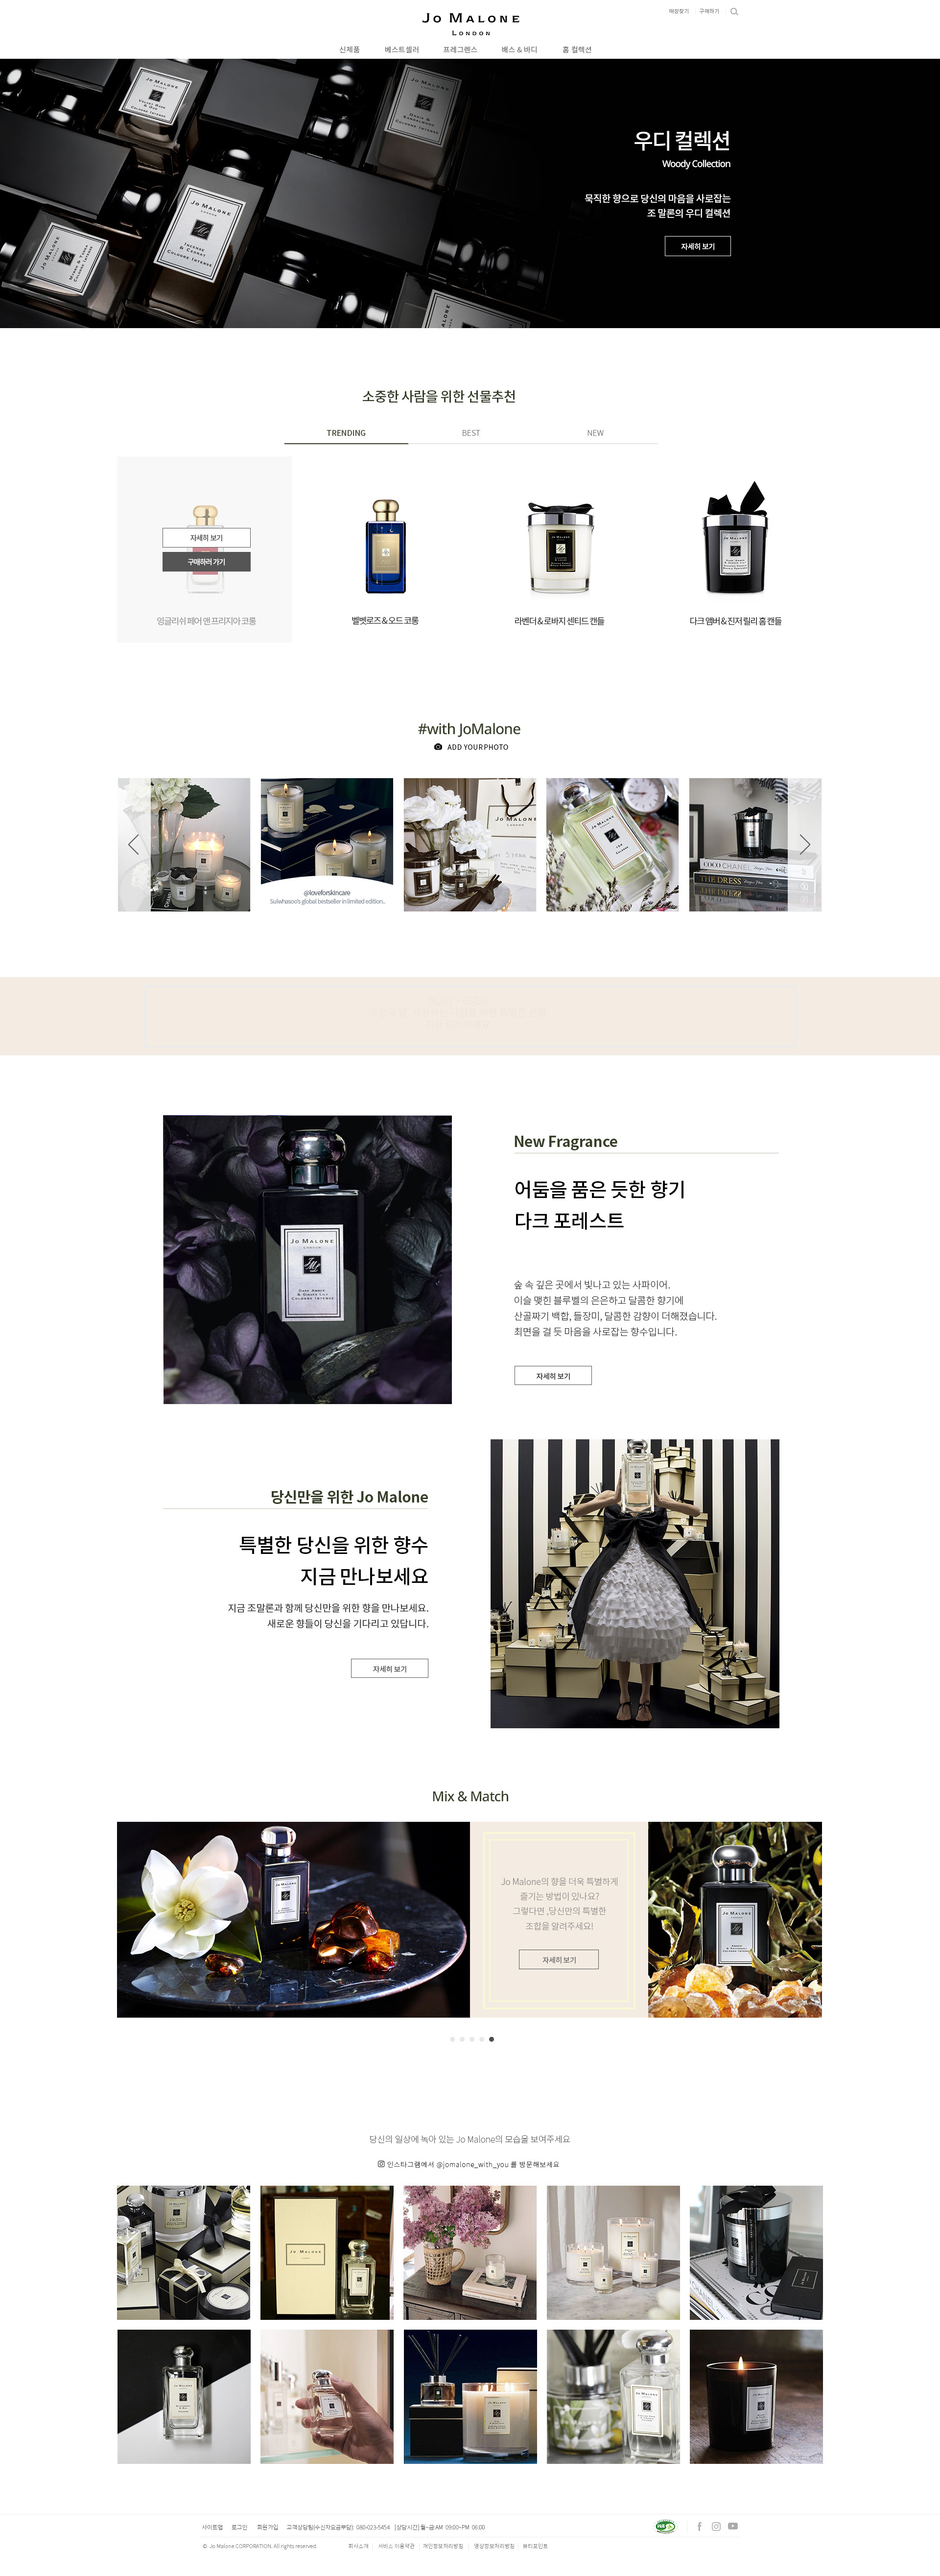 매장찾기
구매하기
JO MALONE
LONDON
신제품
베스트셀러
프레그랜스
배스 & 바디
홈 컬렉션
우디 컬렉션
Woody Collection
묵직한 향으로 당신의 마음을 사로잡는
조 말론의 우디 컬렉션
자세히 보기
소중한 사람을 위한 선물추천
TRENDING
BEST
NEW
자세히 보기
구매하러 가기
잉글리쉬 페어 앤 프리지아 코롱
벨벳로즈 & 오드 코롱
라벤더 & 로바지 센티드 캔들
다크 앰버 & 진저 릴리 홈 캔들
#with JoMalone
ADD YOUR PHOTO
JO MALONE
COCO CHANEL
THE DRESS
@loveforskincare
Sulwhasoo's global bestseller in limited edition..
New Fragrance
어둠을 품은 듯한 향기
다크 포레스트
JO MALONE
LONDON
DARK AMBER
& GINGER LILY
COLOGNE INTENSE
숲 속 깊은 곳에서 빛나고 있는 사파이어.
이슬 맺힌 블루벨의 은은하고 달콤한 향기에
산골짜기 백합, 들장미, 달콤한 감향이 더해졌습니다.
최면을 걸 듯 마음을 사로잡는 향수입니다.
자세히 보기
당신만을 위한 Jo Malone
특별한 당신을 위한 향수
지금 만나보세요
지금 조말론과 함께 당신만을 위한 향을 만나보세요.
새로운 향들이 당신을 기다리고 있답니다.
자세히 보기
Mix & Match
Jo Malone의 향을 더욱 특별하게
즐기는 방법이 있나요?
그렇다면 ,당신만의 특별한
조합을 알려주세요!
자세히 보기
JO MALONE
당신의 일상에 녹아 있는 Jo Malone의 모습을 보여주세요
인스타그램에서 @jomalone_with_you 를 방문해보세요
JO MALONE
사이트맵
로그인
회원가입
고객상담팀(수신자요금부담): 080-023-5454
[상담시간] 월~금(AM 09:00~PM 06:00
© Jo Malone CORPORATION. All rights reserved.
회사소개
서비스 이용약관
개인정보처리방침
영상정보처리방침
뷰티포인트